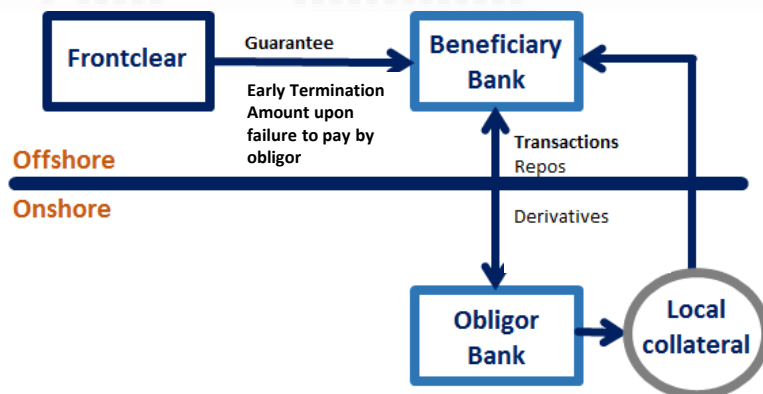 Frontclear
Guarantee
Early Termination
Amount upon
failure to pay by
obligor
Beneficiary
Bank
Transactions
Repos
Offshore
Onshore
Derivatives
Obligor
Bank
Local
collateral